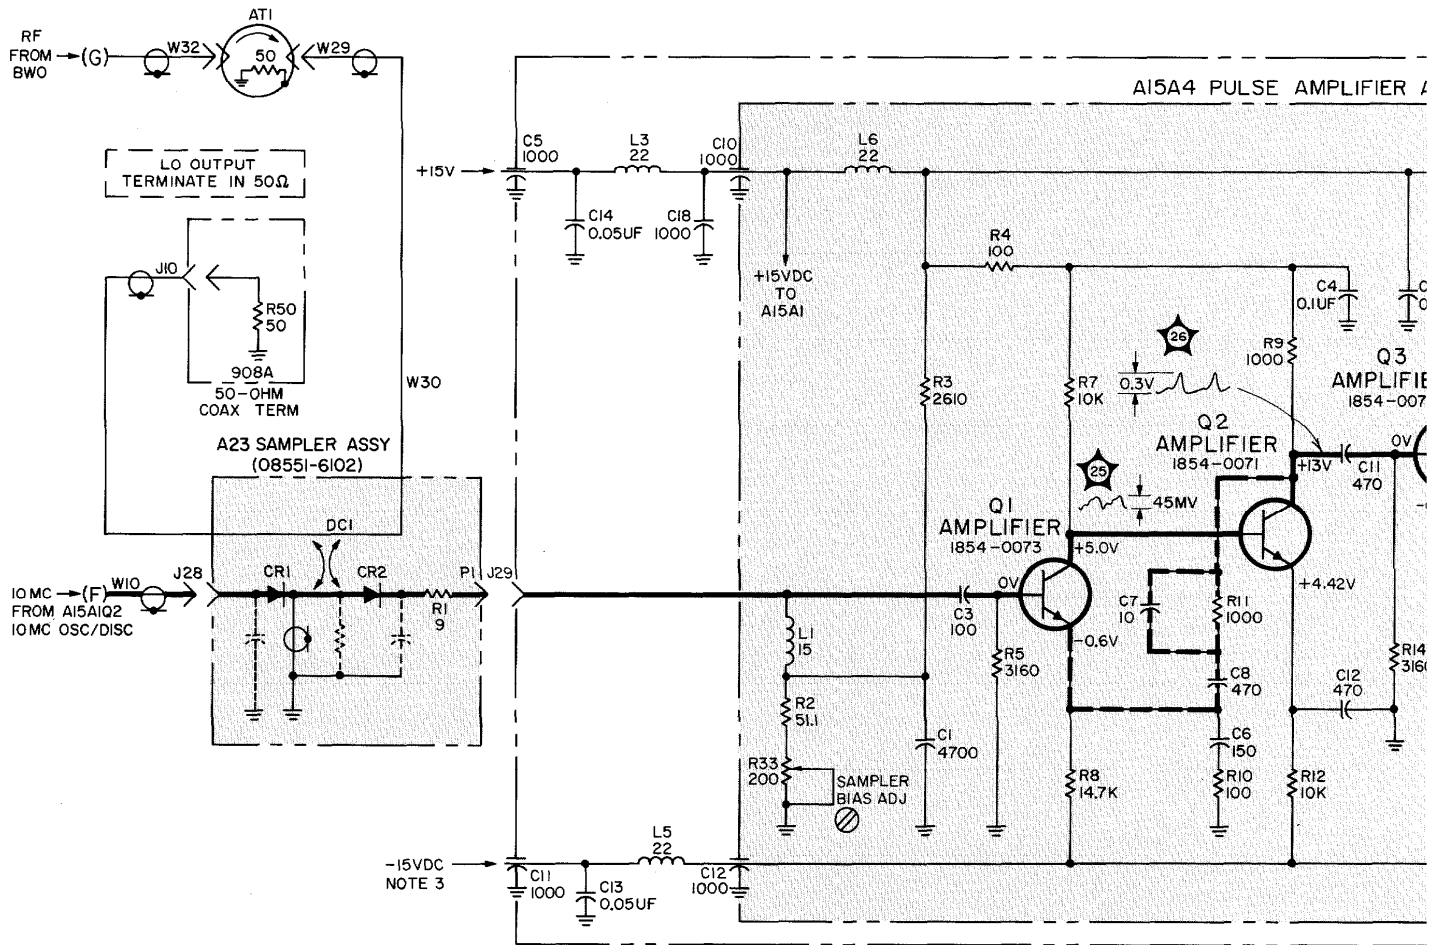 AT1
RF
FROM
BWO
(G)
W32
50
W29
A15A4 PULSE AMPLIFIER A
LO OUTPUT
TERMINATE IN 50Ω
+15V
C5
1000
L3
22
C10
1000
L6
22
C14
0.05UF
C18
1000
+15VDC
TO
A15A1
R4
100
C4
0.1UF
J10
R50
50
908A
50-OHM
COAX TERM
W30
R3
2610
R7
10K
26
0.3V
R9
1000
Q3
AMPLIFIE
1854-007
A23 SAMPLER ASSY
(08551-6102)
Q2
AMPLIFIER
1854-0071
0V
+13V
C11
470
25
45MV
Q1
AMPLIFIER
1854-0073
+5.0V
DC1
10MC
FROM A15A1Q2
10MC OSC/DISC
(F)
W10
J28
CR1
CR2
R1
9
P1
J29
0V
C3
100
-0.6V
C7
10
R11
1000
+4.42V
L1
15
R5
3160
R14
316
C8
470
C12
470
R2
51.1
C1
4700
C6
150
R33
200
SAMPLER
BIAS ADJ
R8
14.7K
R10
100
R12
10K
-15VDC
NOTE 3
C11
1000
L5
22
C13
0.05UF
C12
1000